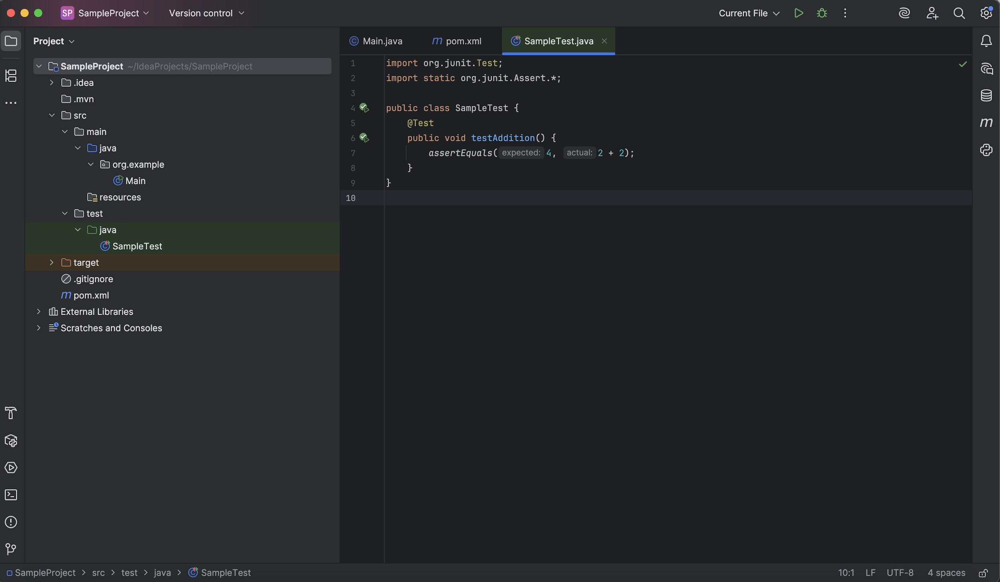 SP SampleProject Version control Current File
Project
Main.java m pom.xml SampleTest.java
SampleProject ~/IdeaProjects/SampleProject
.idea
.mvn
src
main
java
org.example
Main
resources
test
java
SampleTest
target
.gitignore
m pom.xml
External Libraries
Scratches and Consoles
1 import org.junit.Test;
2 import static org.junit.Assert.*;
3
4 public class SampleTest {
5 @Test
6 public void testAddition() {
7 assertEquals( expected: 4, actual: 2 + 2);
8 }
9 }
10
m
SampleProject > src > test > java > SampleTest
10:1 LF UTF-8 4 spaces